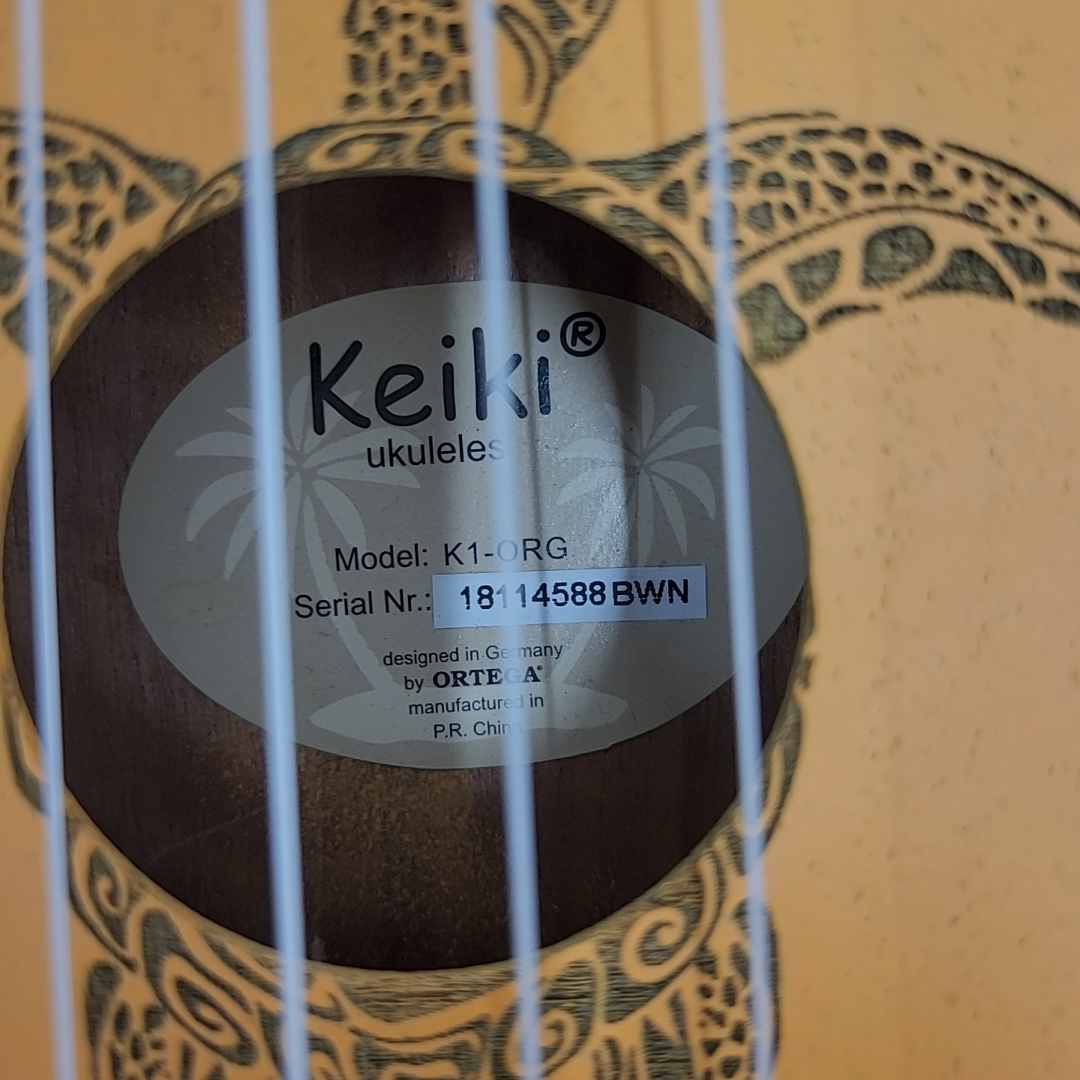 Keiki®
ukuleles
Model: K1-ORG
Serial Nr.: 18114588 BWN
designed in Germany
by ORTEGA®
manufactured in
P.R. China